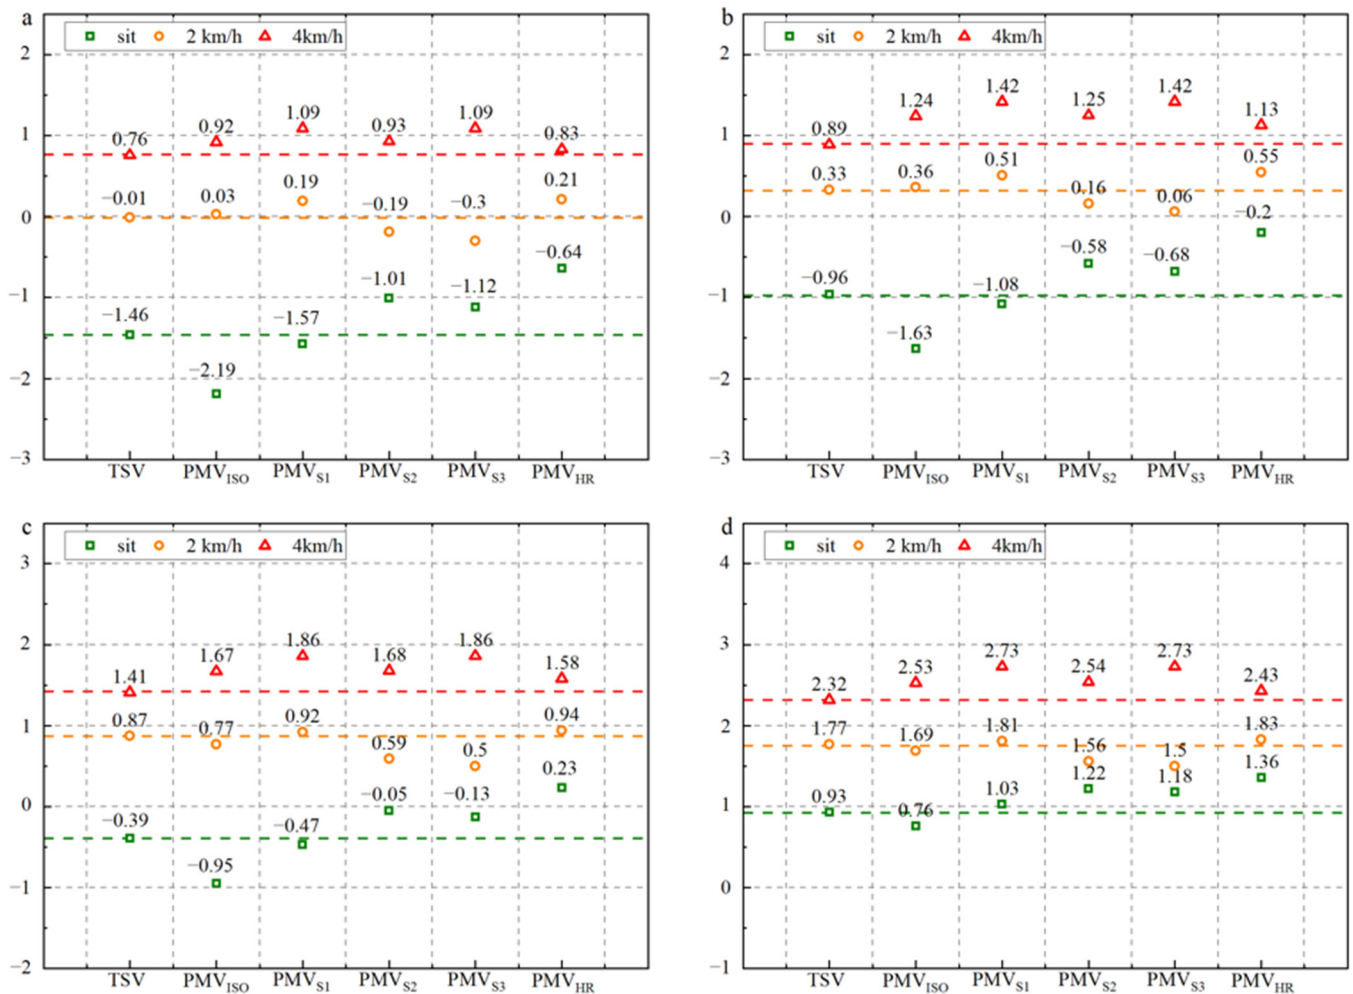 a
sit 2 km/h 4km/h
2
1
0
−1
−2
−3
0.76 0.92 1.09 0.93 1.09 0.83
−0.01 0.03 0.19 −0.19 −0.3 0.21
−1.46 −2.19 −1.57 −1.01 −1.12 −0.64
TSV PMVISO PMVS1 PMVS2 PMVS3 PMVHR
b
sit 2 km/h 4km/h
2
1
0
−1
−2
−3
0.89 1.24 1.42 1.25 1.42 1.13
0.33 0.36 0.51 0.16 0.06 0.55
−0.96 −1.63 −1.08 −0.58 −0.68 −0.2
TSV PMVISO PMVS1 PMVS2 PMVS3 PMVHR
c
sit 2 km/h 4km/h
3
2
1
0
−1
−2
1.41 1.67 1.86 1.68 1.86 1.58
0.87 0.77 0.92 0.59 0.5 0.94
−0.39 −0.95 −0.47 −0.05 −0.13 0.23
TSV PMVISO PMVS1 PMVS2 PMVS3 PMVHR
d
sit 2 km/h 4km/h
4
3
2
1
0
−1
2.32 2.53 2.73 2.54 2.73 2.43
1.77 1.69 1.81 1.56 1.5 1.83
0.93 0.76 1.03 1.22 1.18 1.36
TSV PMVISO PMVS1 PMVS2 PMVS3 PMVHR